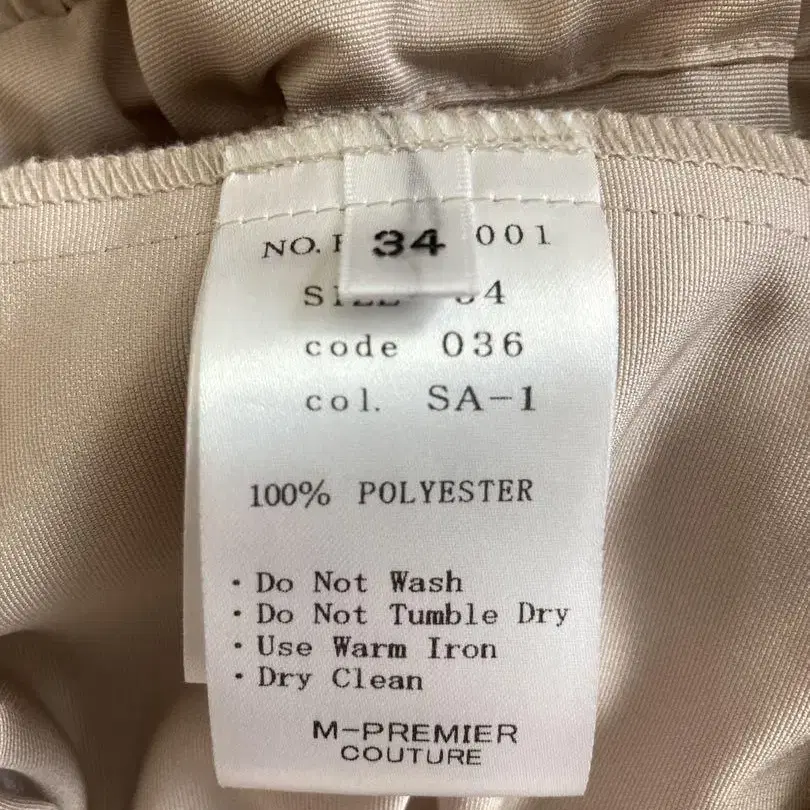 NO. 001
34
34
code 036
col. SA-1
100% POLYESTER
・Do Not Wash
・Do Not Tumble Dry
・Use Warm Iron
・Dry Clean
M-PREMIER
COUTURE